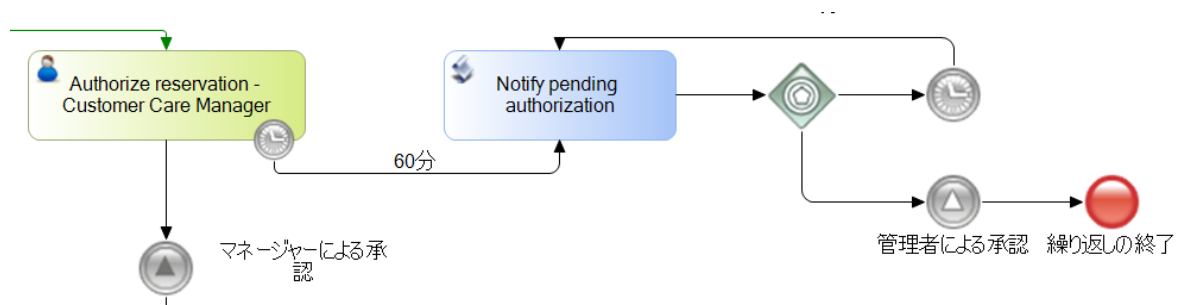 Authorize reservation -
Customer Care Manager
Notify pending
authorization
60分
マネージャーによる承
認
管理者による承認
繰り返しの終了